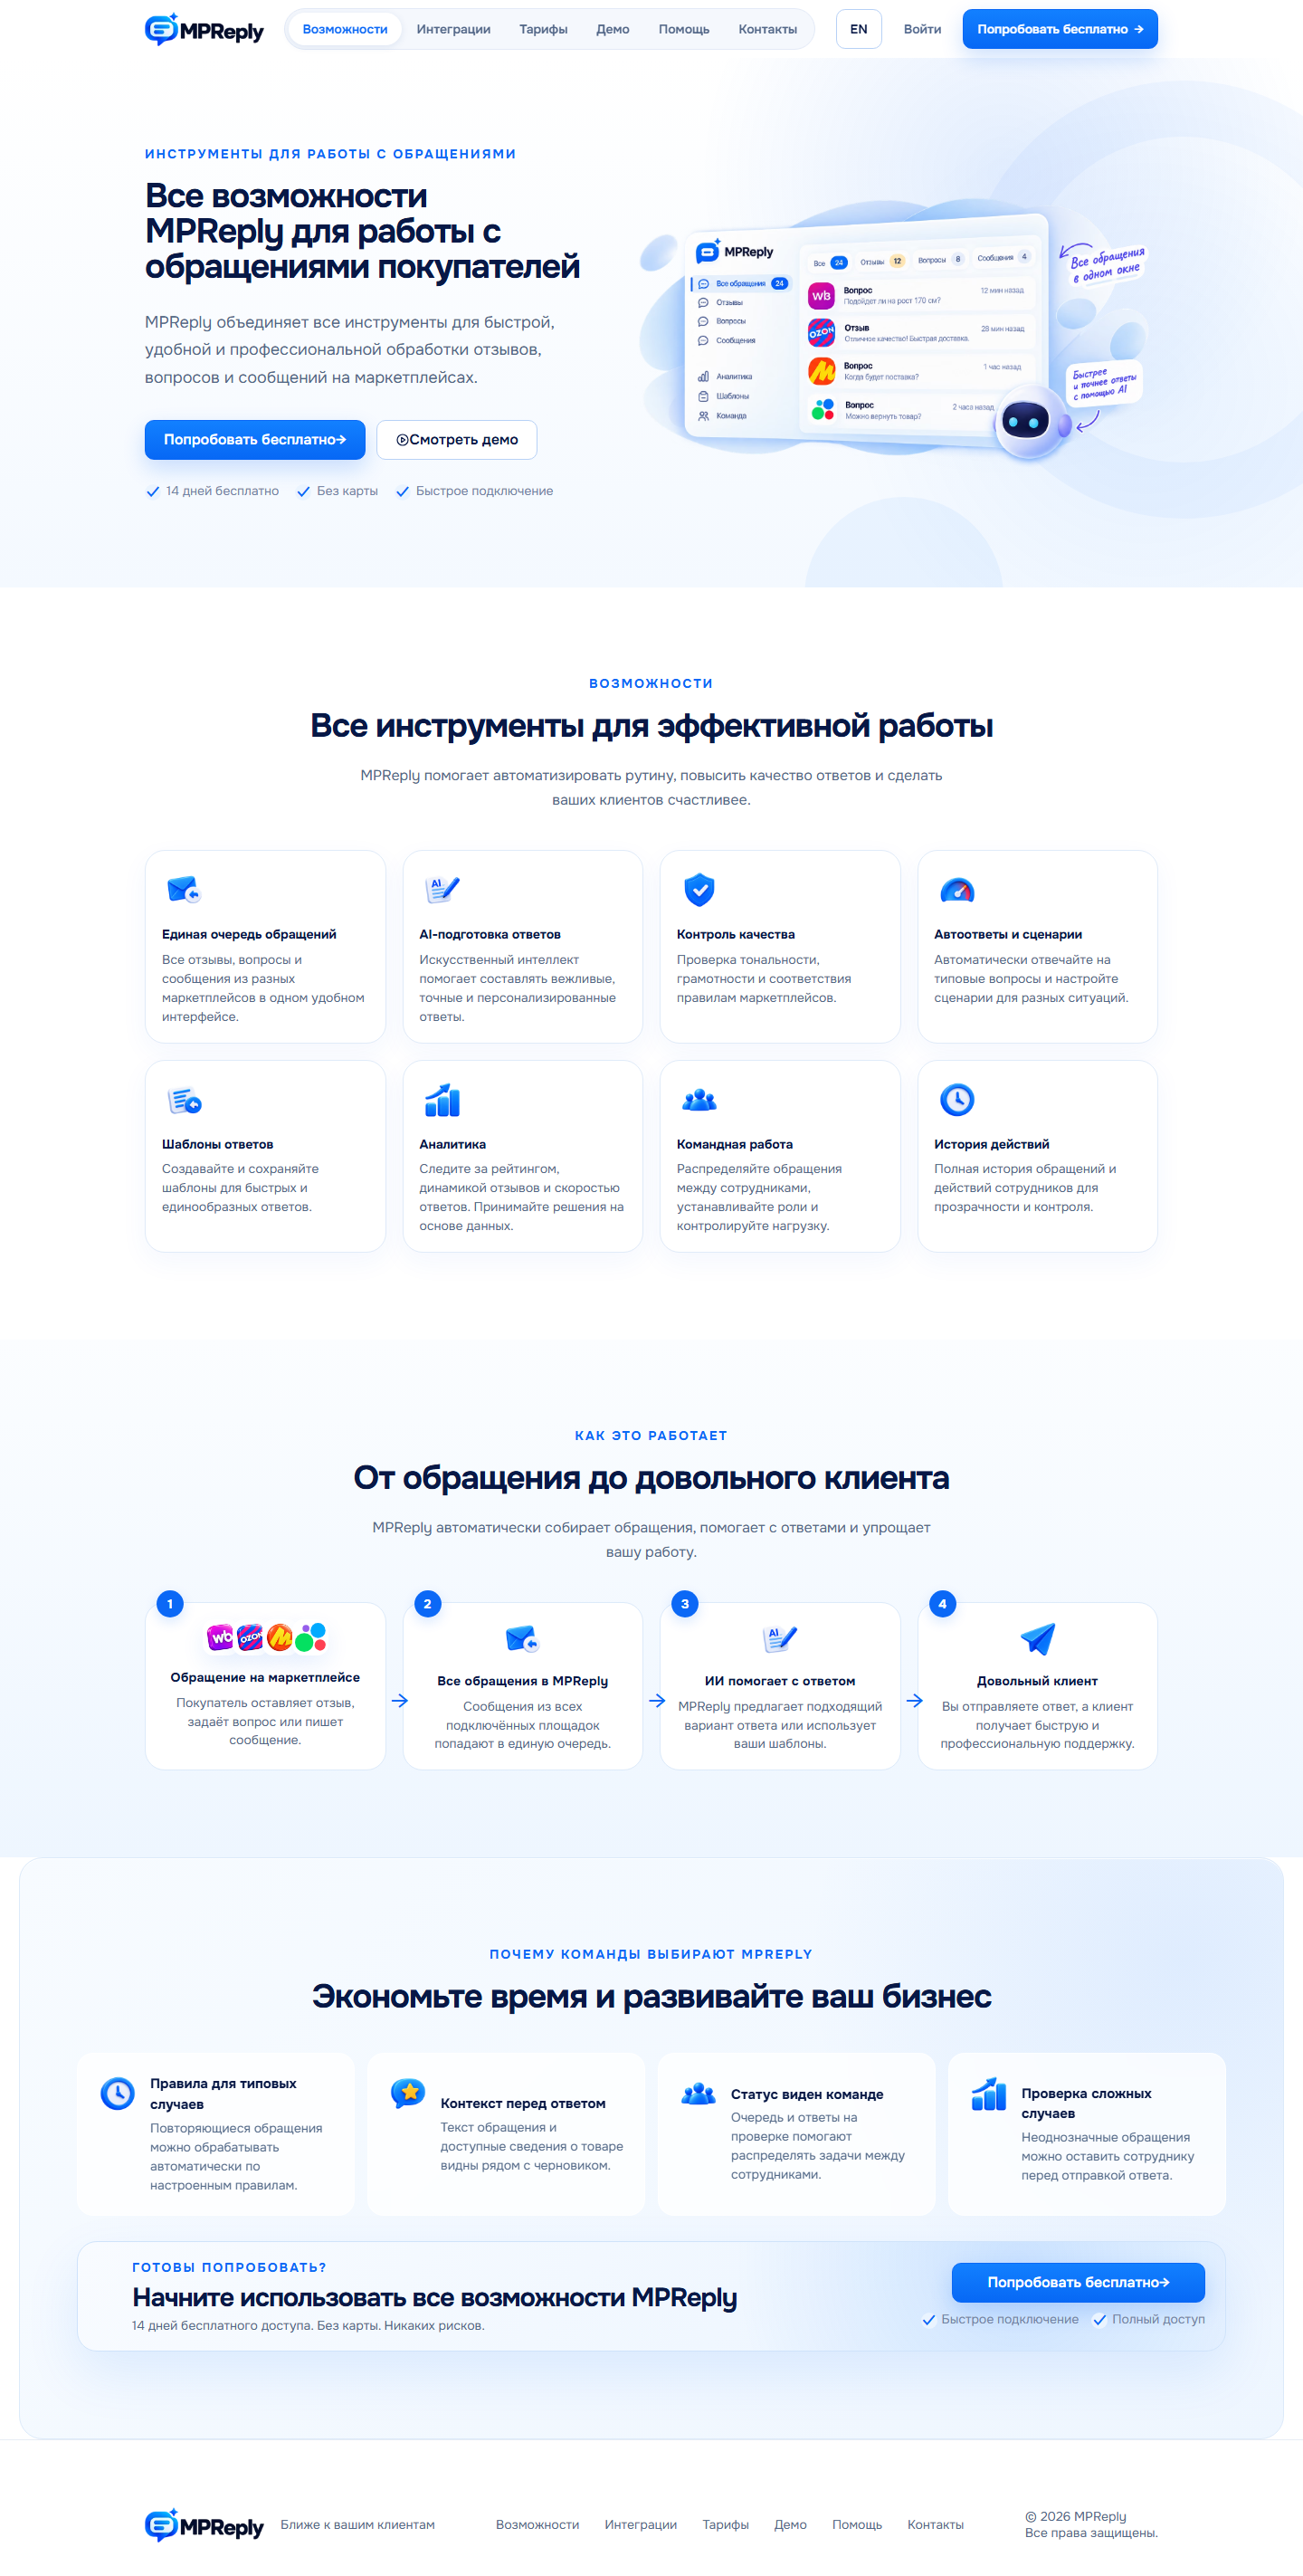 MPReply
Возможности
Интеграции
Тарифы
Демо
Помощь
Контакты
EN
Войти
Попробовать бесплатно →
ИНСТРУМЕНТЫ ДЛЯ РАБОТЫ С ОБРАЩЕНИЯМИ
Все возможности
MPReply для работы с
обращениями покупателей
MPReply объединяет все инструменты для быстрой,
удобной и профессиональной обработки отзывов,
вопросов и сообщений на маркетплейсах.
Попробовать бесплатно→
Смотреть демо
14 дней бесплатно
Без карты
Быстрое подключение
MPReply
Все обращения 24
Отзывы
Вопросы
Сообщения
Аналитика
Шаблоны
Команда
Все 24
Отзывы 12
Вопросы 8
Сообщения 4
wb
Вопрос
12 мин назад
Подойдет ли на рост 170 см?
OZON
Отзыв
28 мин назад
Отличное качество! Быстрая доставка.
Вопрос
1 час назад
Когда будет поставка?
Вопрос
2 часа назад
Можно вернуть товар?
Все обращения
в одном окне
Быстрее
и точнее ответы
с помощью AI
ВОЗМОЖНОСТИ
Все инструменты для эффективной работы
MPReply помогает автоматизировать рутину, повысить качество ответов и сделать
ваших клиентов счастливее.
Единая очередь обращений
Все отзывы, вопросы и
сообщения из разных
маркетплейсов в одном удобном
интерфейсе.
AI
AI-подготовка ответов
Искусственный интеллект
помогает составлять вежливые,
точные и персонализированные
ответы.
Контроль качества
Проверка тональности,
грамотности и соответствия
правилам маркетплейсов.
Автоответы и сценарии
Автоматически отвечайте на
типовые вопросы и настройте
сценарии для разных ситуаций.
Шаблоны ответов
Создавайте и сохраняйте
шаблоны для быстрых и
единообразных ответов.
Аналитика
Следите за рейтингом,
динамикой отзывов и скоростью
ответов. Принимайте решения на
основе данных.
Командная работа
Распределяйте обращения
между сотрудниками,
устанавливайте роли и
контролируйте нагрузку.
История действий
Полная история обращений и
действий сотрудников для
прозрачности и контроля.
КАК ЭТО РАБОТАЕТ
От обращения до довольного клиента
MPReply автоматически собирает обращения, помогает с ответами и упрощает
вашу работу.
1
wb
OZON
Обращение на маркетплейсе
Покупатель оставляет отзыв,
задаёт вопрос или пишет
сообщение.
2
Все обращения в MPReply
Сообщения из всех
подключённых площадок
попадают в единую очередь.
3
AI
ИИ помогает с ответом
MPReply предлагает подходящий
вариант ответа или использует
ваши шаблоны.
4
Довольный клиент
Вы отправляете ответ, а клиент
получает быструю и
профессиональную поддержку.
ПОЧЕМУ КОМАНДЫ ВЫБИРАЮТ MPREPLY
Экономьте время и развивайте ваш бизнес
Правила для типовых
случаев
Повторяющиеся обращения
можно обрабатывать
автоматически по
настроенным правилам.
Контекст перед ответом
Текст обращения и
доступные сведения о товаре
видны рядом с черновиком.
Статус виден команде
Очередь и ответы на
проверке помогают
распределять задачи между
сотрудниками.
Проверка сложных
случаев
Неоднозначные обращения
можно оставить сотруднику
перед отправкой ответа.
ГОТОВЫ ПОПРОБОВАТЬ?
Начните использовать все возможности MPReply
14 дней бесплатного доступа. Без карты. Никаких рисков.
Попробовать бесплатно→
Быстрое подключение
Полный доступ
MPReply
Ближе к вашим клиентам
Возможности
Интеграции
Тарифы
Демо
Помощь
Контакты
© 2026 MPReply
Все права защищены.